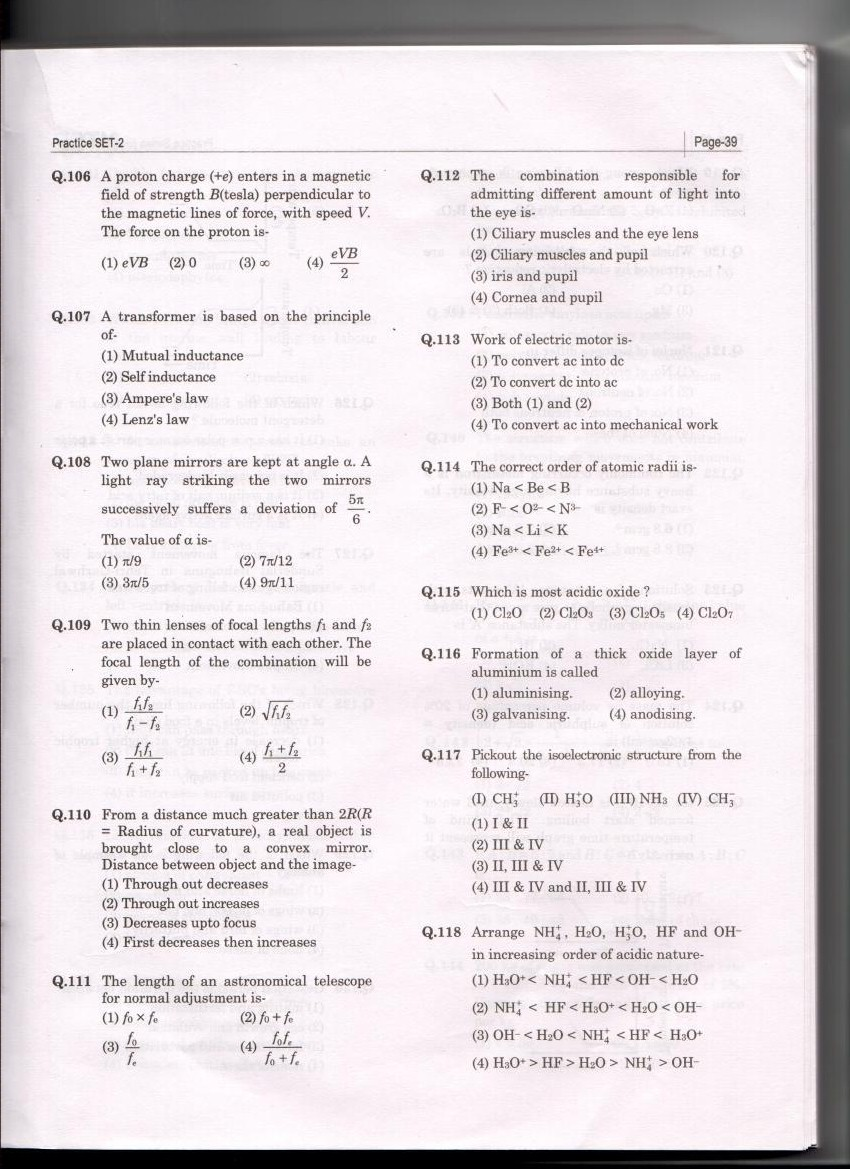 Practice SET-2
Page-39
Q.106 A proton charge (+e) enters in a magnetic
field of strength B(tesla) perpendicular to
the magnetic lines of force, with speed V.
The force on the proton is-
(1) eVB (2) 0 (3) ∞ (4) eVB/2
Q.107 A transformer is based on the principle
of-
(1) Mutual inductance
(2) Self inductance
(3) Ampere's law
(4) Lenz's law
Q.108 Two plane mirrors are kept at angle α. A
light ray striking the two mirrors
successively suffers a deviation of 5π/6.
The value of α is-
(1) π/9 (2) 7π/12
(3) 3π/5 (4) 9π/11
Q.109 Two thin lenses of focal lengths f1 and f2
are placed in contact with each other. The
focal length of the combination will be
given by-
(1) f1f2/(f1 – f2) (2) √f1f2
(3) f1f1/(f1 + f2) (4) (f1 + f2)/2
Q.110 From a distance much greater than 2R(R
= Radius of curvature), a real object is
brought close to a convex mirror.
Distance between object and the image-
(1) Through out decreases
(2) Through out increases
(3) Decreases upto focus
(4) First decreases then increases
Q.111 The length of an astronomical telescope
for normal adjustment is-
(1) f0 × fe (2) f0 + fe
(3) f0/fe (4) f0fe/(f0 + fe)
Q.112 The combination responsible for
admitting different amount of light into
the eye is-
(1) Ciliary muscles and the eye lens
(2) Ciliary muscles and pupil
(3) iris and pupil
(4) Cornea and pupil
Q.113 Work of electric motor is-
(1) To convert ac into dc
(2) To convert dc into ac
(3) Both (1) and (2)
(4) To convert ac into mechanical work
Q.114 The correct order of atomic radii is-
(1) Na < Be < B
(2) F⁻ < O²⁻ < N³⁻
(3) Na < Li < K
(4) Fe³⁺ < Fe²⁺ < Fe⁴⁺
Q.115 Which is most acidic oxide ?
(1) Cl2O (2) Cl2O3 (3) Cl2O5 (4) Cl2O7
Q.116 Formation of a thick oxide layer of
aluminium is called
(1) aluminising. (2) alloying.
(3) galvanising. (4) anodising.
Q.117 Pickout the isoelectronic structure from the
following-
(I) CH₃⁺ (II) H₃⁺O (III) NH3 (IV) CH₃⁻
(1) I & II
(2) III & IV
(3) II, III & IV
(4) III & IV and II, III & IV
Q.118 Arrange NH₄⁺, H2O, H₃⁺O, HF and OH⁻
in increasing order of acidic nature-
(1) H3O⁺ < NH₄⁺ < HF < OH⁻ < H2O
(2) NH₄⁺ < HF < H3O⁺ < H2O < OH⁻
(3) OH⁻ < H2O < NH₄⁺ < HF < H3O⁺
(4) H3O⁺ > HF > H2O > NH₄⁺ > OH⁻